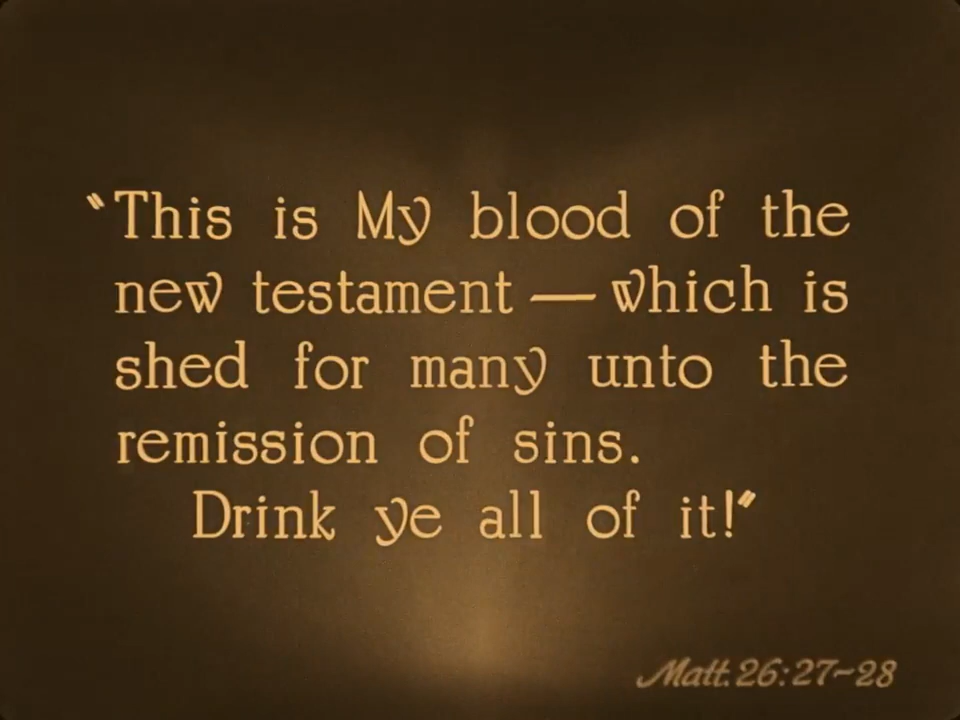 "This is My blood of the
new testament — which is
shed for many unto the
remission of sins.
Drink ye all of it!"
Matt. 26:27-28